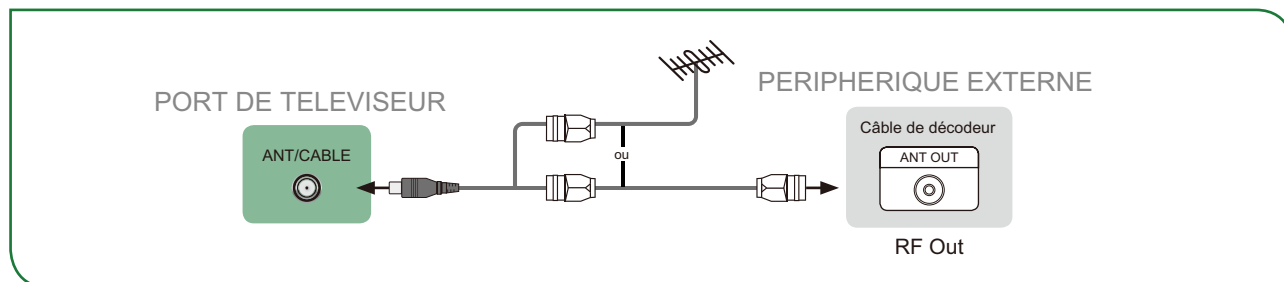 PORT DE TELEVISEUR
ANT/CABLE
ou
PERIPHERIQUE EXTERNE
Câble de décodeur
ANT OUT
RF Out